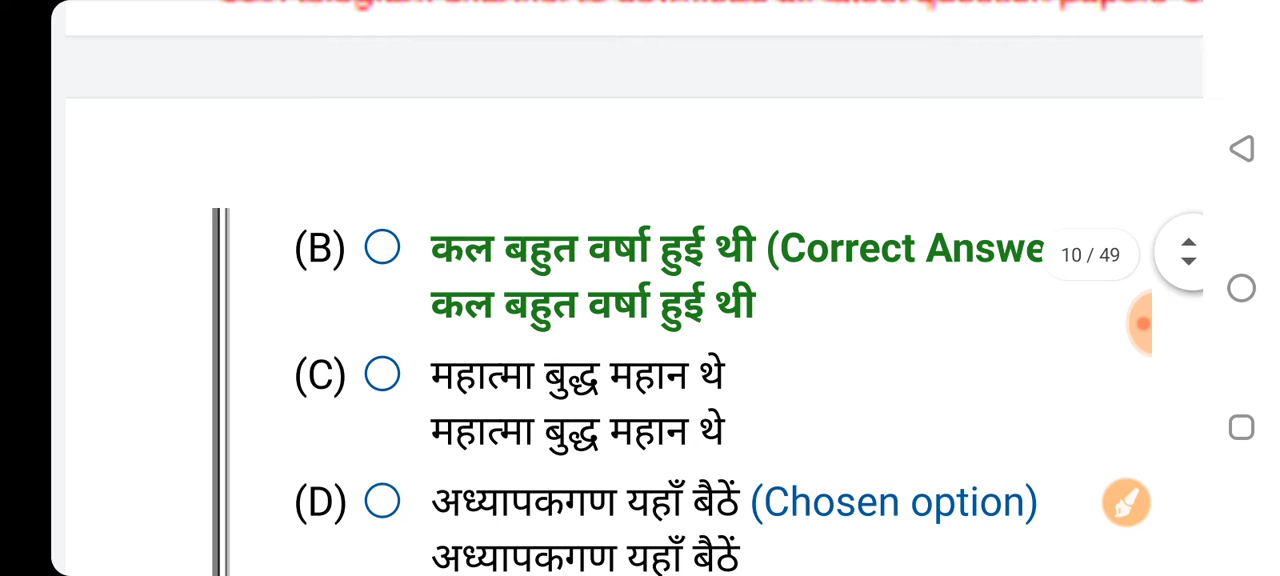 (B) कल बहुत वर्षा हुई थी (Correct Answe
10 / 49
कल बहुत वर्षा हुई थी
(C) महात्मा बुद्ध महान थे
महात्मा बुद्ध महान थे
(D) अध्यापकगण यहाँ बैठें (Chosen option)
अध्यापकगण यहाँ बैठें